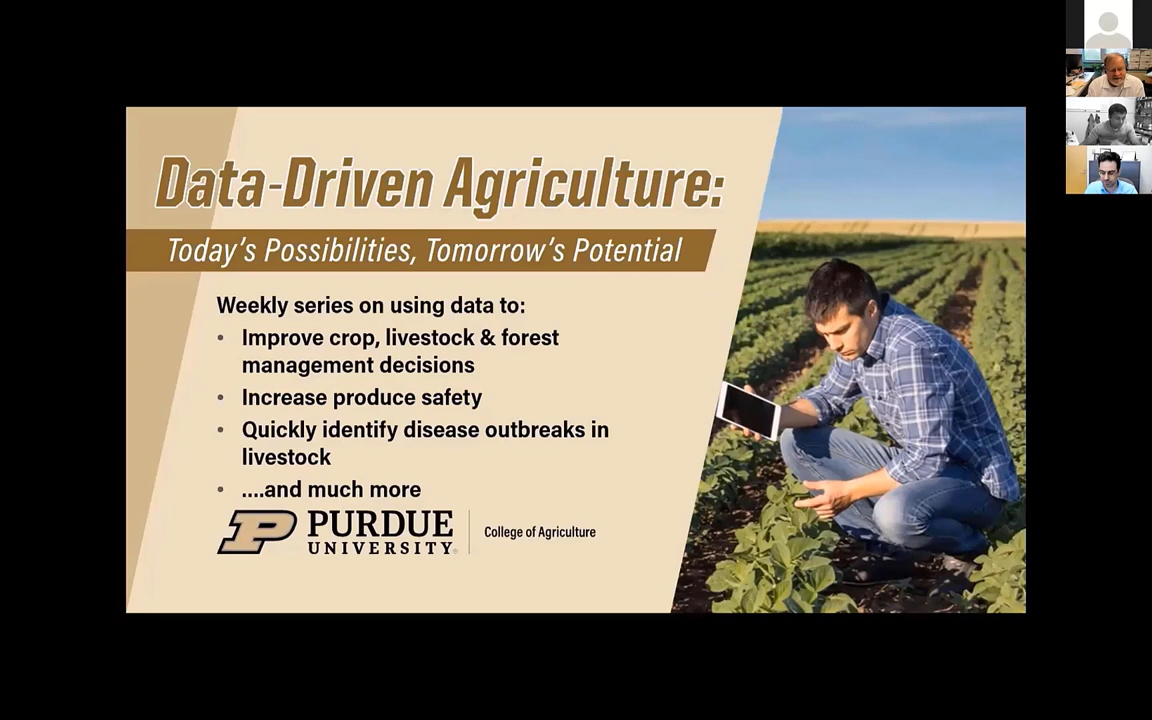 Data-Driven Agriculture:
Today's Possibilities, Tomorrow's Potential
Weekly series on using data to:
• Improve crop, livestock & forest
management decisions
• Increase produce safety
• Quickly identify disease outbreaks in
livestock
• ....and much more
P PURDUE
UNIVERSITY®
College of Agriculture